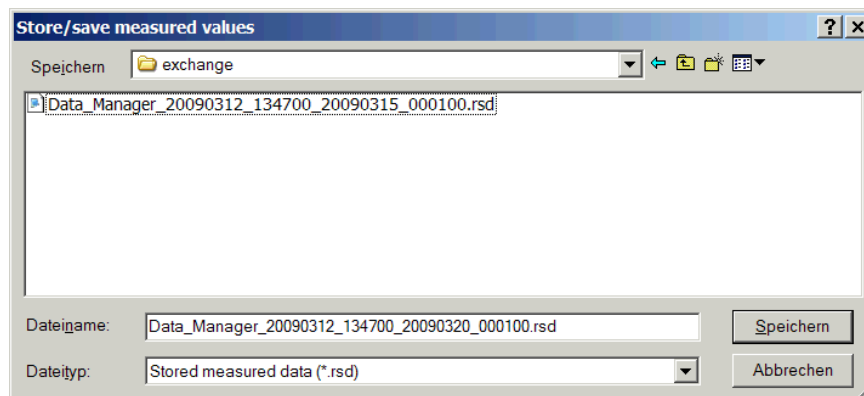 Store/save measured values
Speichern exchange
Data_Manager_20090312_134700_20090315_000100.rsd
Dateiname: Data_Manager_20090312_134700_20090320_000100.rsd Speichern
Dateityp: Stored measured data (*.rsd) Abbrechen